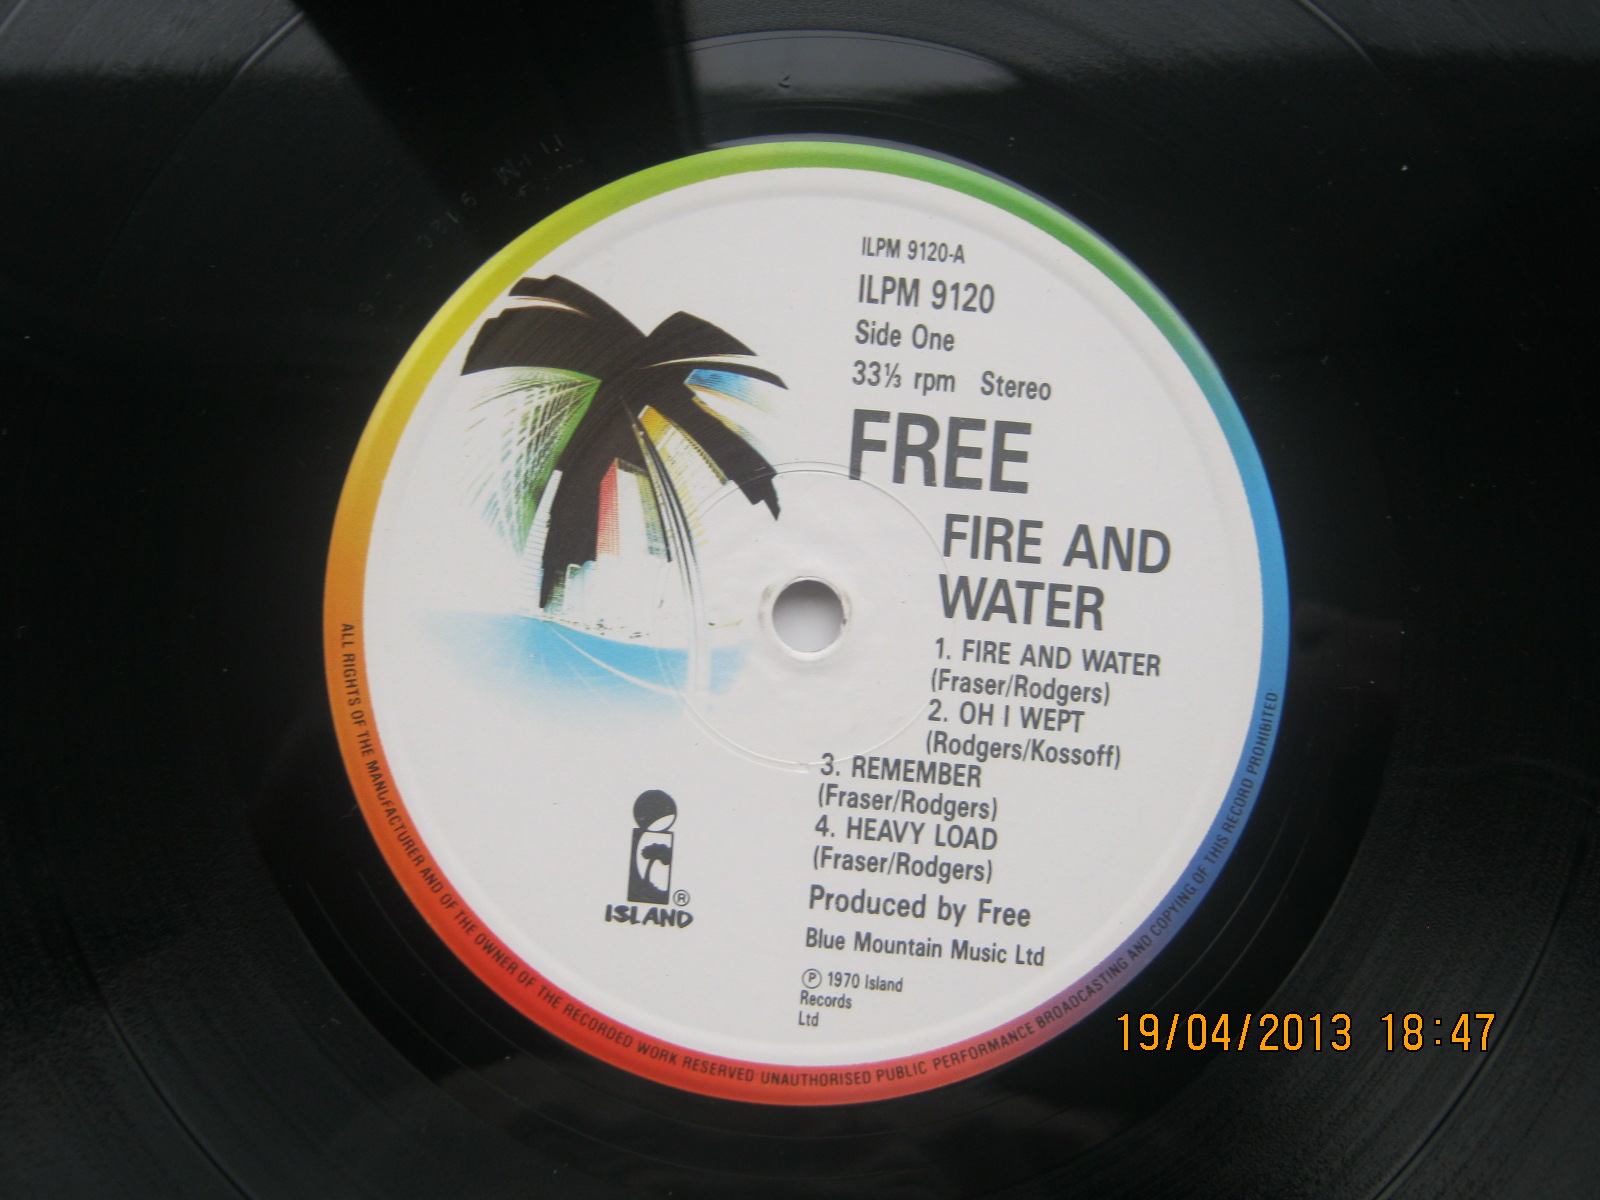 ILPM 9120-A
ILPM 9120
Side One
33⅓ rpm Stereo
FREE
FIRE AND
WATER
1. FIRE AND WATER
(Fraser/Rodgers)
2. OH I WEPT
(Rodgers/Kossoff)
3. REMEMBER
(Fraser/Rodgers)
4. HEAVY LOAD
(Fraser/Rodgers)
Produced by Free
Blue Mountain Music Ltd
℗ 1970 Island
Records
Ltd
ISLAND ®
ALL RIGHTS OF THE MANUFACTURER AND OF THE OWNER OF THE RECORDED WORK RESERVED UNAUTHORISED PUBLIC PERFORMANCE BROADCASTING AND COPYING OF THIS RECORD PROHIBITED
19/04/2013 18:47